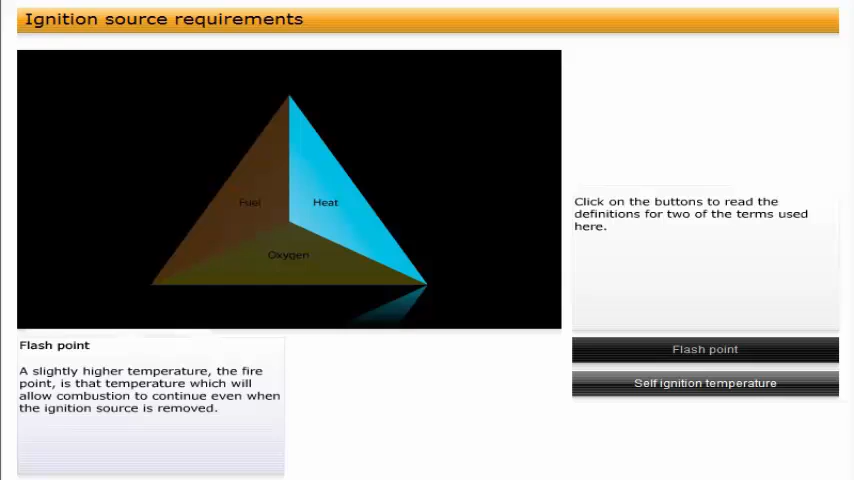 Ignition source requirements
Fuel
Heat
Oxygen
Click on the buttons to read the
definitions for two of the terms used
here.
Flash point
Self ignition temperature
Flash point
A slightly higher temperature, the fire
point, is that temperature which will
allow combustion to continue even when
the ignition source is removed.